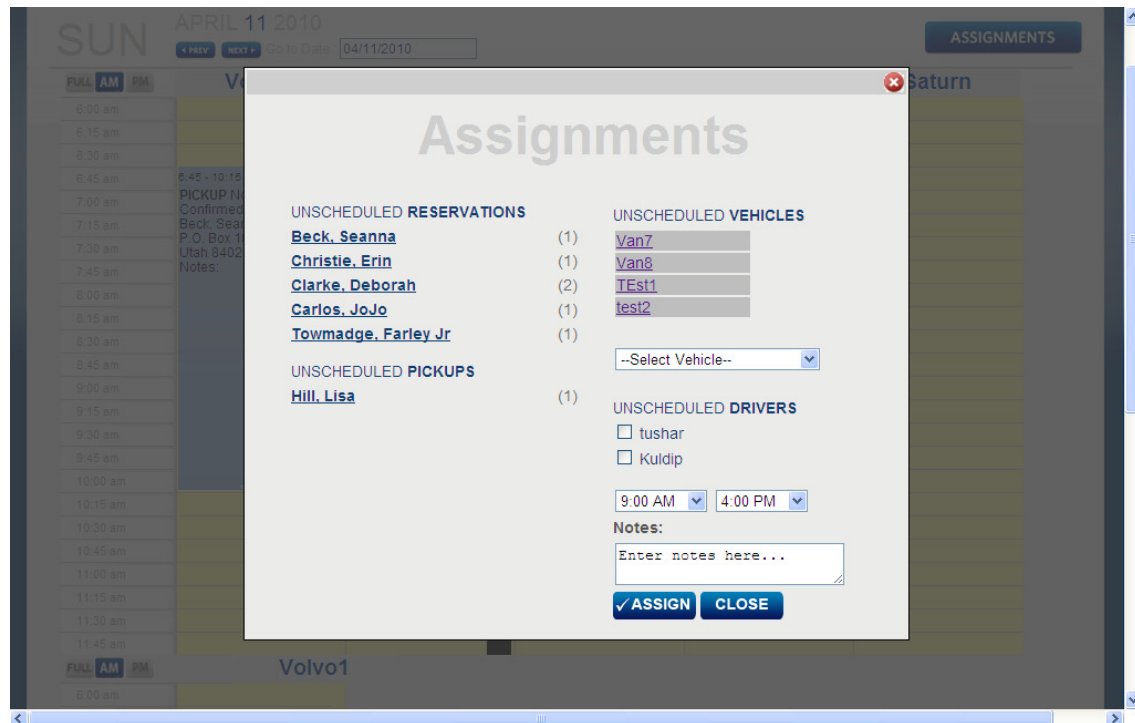 SUN
APRIL 11 2010
PREV NEXT Go to Date 04/11/2010
ASSIGNMENTS
FULL AM PM
Saturn
6:00 am
6:15 am
6:30 am
6:45 am
7:00 am
7:15 am
7:30 am
7:45 am
8:00 am
8:15 am
8:30 am
8:45 am
9:00 am
9:15 am
9:30 am
9:45 am
10:00 am
10:15 am
10:30 am
10:45 am
11:00 am
11:15 am
11:30 am
11:45 am
6:45 - 10:15
PICKUP
Confirmed
Beck,
P.O. Box
Utah
Notes:
Assignments
UNSCHEDULED RESERVATIONS
Beck, Seanna (1)
Christie, Erin (1)
Clarke, Deborah (2)
Carlos, JoJo (1)
Towmadge, Farley Jr (1)
UNSCHEDULED PICKUPS
Hill, Lisa (1)
UNSCHEDULED VEHICLES
Van7
Van8
TEst1
test2
--Select Vehicle--
UNSCHEDULED DRIVERS
tushar
Kuldip
9:00 AM 4:00 PM
Notes:
Enter notes here...
✓ASSIGN CLOSE
FULL AM PM
Volvo1
6:00 am